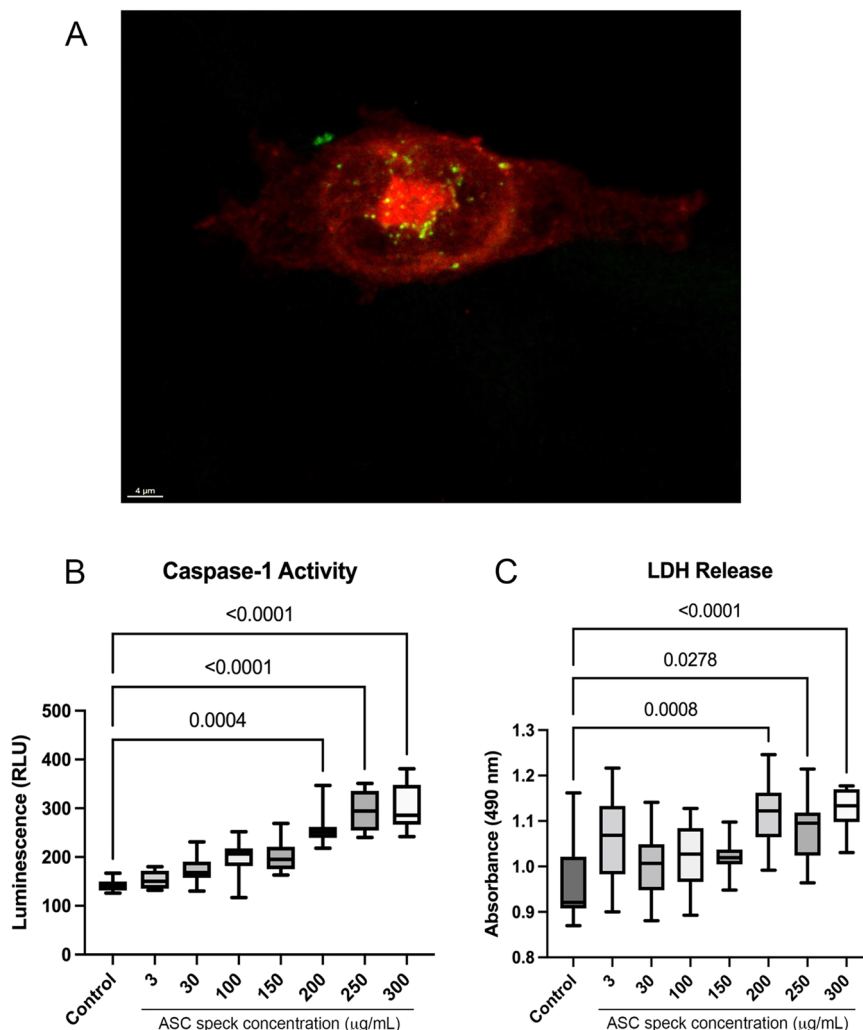 A
4 μm
B
Caspase-1 Activity
<0.0001
<0.0001
0.0004
Luminescence (RLU)
500
400
300
200
100
0
Control
3
30
100
150
200
250
300
ASC speck concentration (μg/mL)
C
LDH Release
<0.0001
0.0278
0.0008
Absorbance (490 nm)
1.3
1.2
1.1
1.0
0.9
0.8
Control
3
30
100
150
200
250
300
ASC speck concentration (μg/mL)